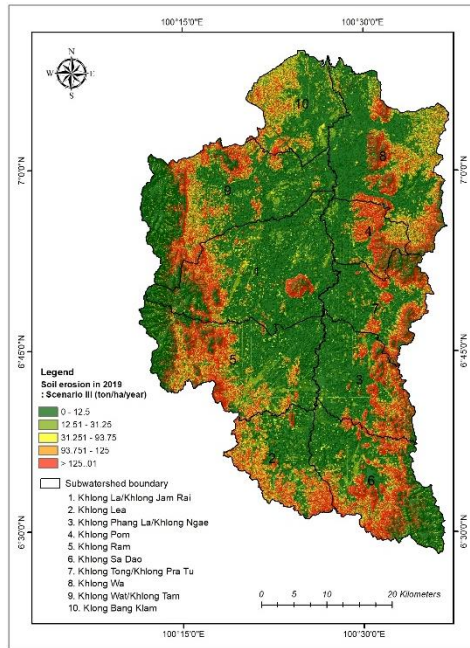 100°15'0"E 100°30'0"E
N
W E
S
10
8
7°0'0"N 7°0'0"N
9
4
1
7
6°45'0"N 6°45'0"N
5
3
Legend
Soil erosion in 2019
: Scenario III (ton/ha/year)
0 - 12.5
12.51 - 31.25
31.251 - 93.75
93.751 - 125
> 125..01
2
6
Subwatershed boundary
1. Khlong La/Khlong Jam Rai
2. Khlong Lea
3. Khlong Phang La/Khlong Ngae
4. Khlong Pom
5. Khlong Ram
6. Khlong Sa Dao
7. Khlong Tong/Khlong Pra Tu
8. Khlong Wa
9. Khlong Wat/Khlong Tam
10. Klong Bang Klam
6°30'0"N 6°30'0"N
0 5 10 20 Kilometers
100°15'0"E 100°30'0"E